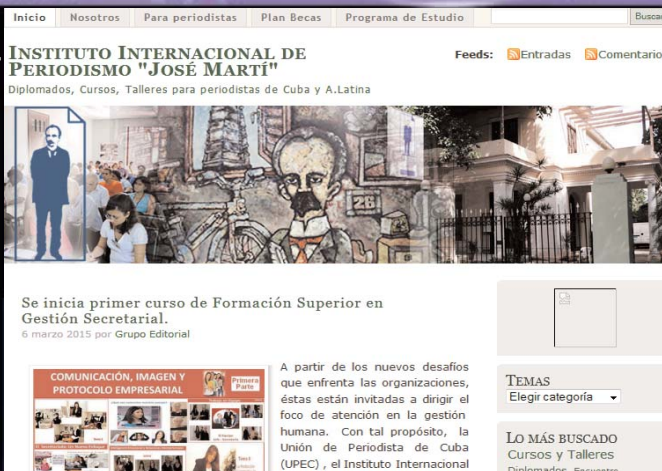 Inicio Nosotros Para periodistas Plan Becas Programa de Estudio
INSTITUTO INTERNACIONAL DE
PERIODISMO "JOSÉ MARTÍ"
Diplomados, Cursos, Talleres para periodistas de Cuba y A.Latina
Feeds: Entradas Comentario
26
Se inicia primer curso de Formación Superior en
Gestión Secretarial.
6 marzo 2015 por Grupo Editorial
COMUNICACIÓN, IMAGEN Y
PROTOCOLO EMPRESARIAL
Primera
Parte
A partir de los nuevos desafíos
que enfrenta las organizaciones,
éstas están invitadas a dirigir el
foco de atención en la gestión
humana. Con tal propósito, la
Unión de Periodista de Cuba
(UPEC) , el Instituto Internacional
TEMAS
Elegir categoría
LO MÁS BUSCADO
Cursos y Talleres
Diplomados